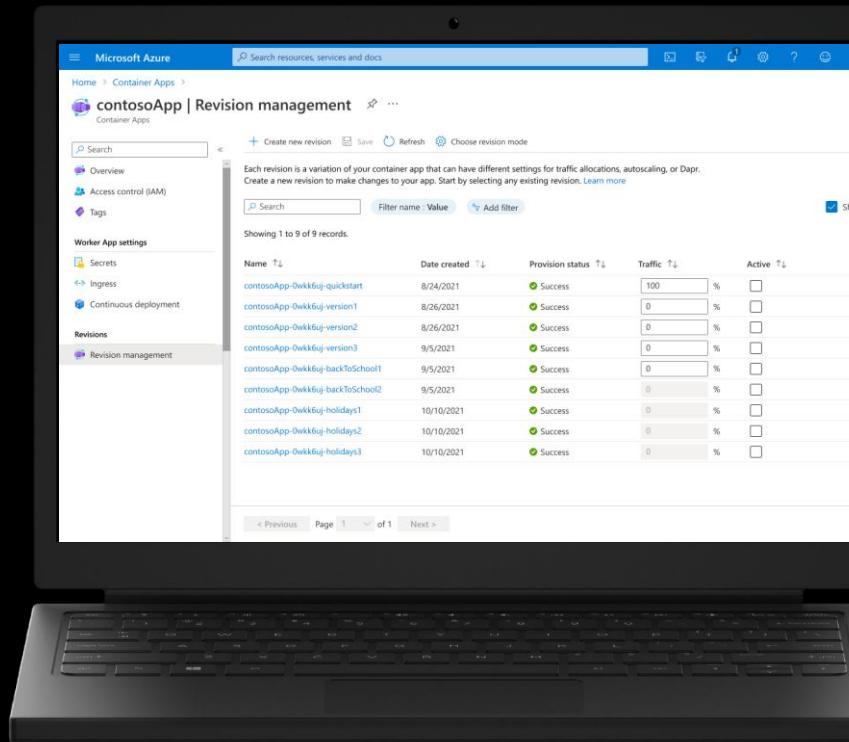 Microsoft Azure
Search resources, services and docs
1
Home > Container Apps >
contosoApp | Revision management
Container Apps
Search
Overview
Access control (IAM)
Tags
Worker App settings
Secrets
Ingress
Continuous deployment
Revisions
Revision management
Create new revision Save Refresh Choose revision mode
Each revision is a variation of your container app that can have different settings for traffic allocations, autoscaling, or Dapr.
Create a new revision to make changes to your app. Start by selecting any existing revision. Learn more
Search Filter name : Value Add filter
Showing 1 to 9 of 9 records.
Name Date created Provision status Traffic Active
contosoApp-0wkk6uj-quickstart 8/24/2021 Success 100 %
contosoApp-0wkk6uj-version1 8/26/2021 Success 0 %
contosoApp-0wkk6uj-version2 8/26/2021 Success 0 %
contosoApp-0wkk6uj-version3 9/5/2021 Success 0 %
contosoApp-0wkk6uj-backToSchool1 9/5/2021 Success 0 %
contosoApp-0wkk6uj-backToSchool2 9/5/2021 Success 0 %
contosoApp-0wkk6uj-holidays1 10/10/2021 Success 0 %
contosoApp-0wkk6uj-holidays2 10/10/2021 Success 0 %
contosoApp-0wkk6uj-holidays3 10/10/2021 Success 0 %
< Previous Page 1 of 1 Next >